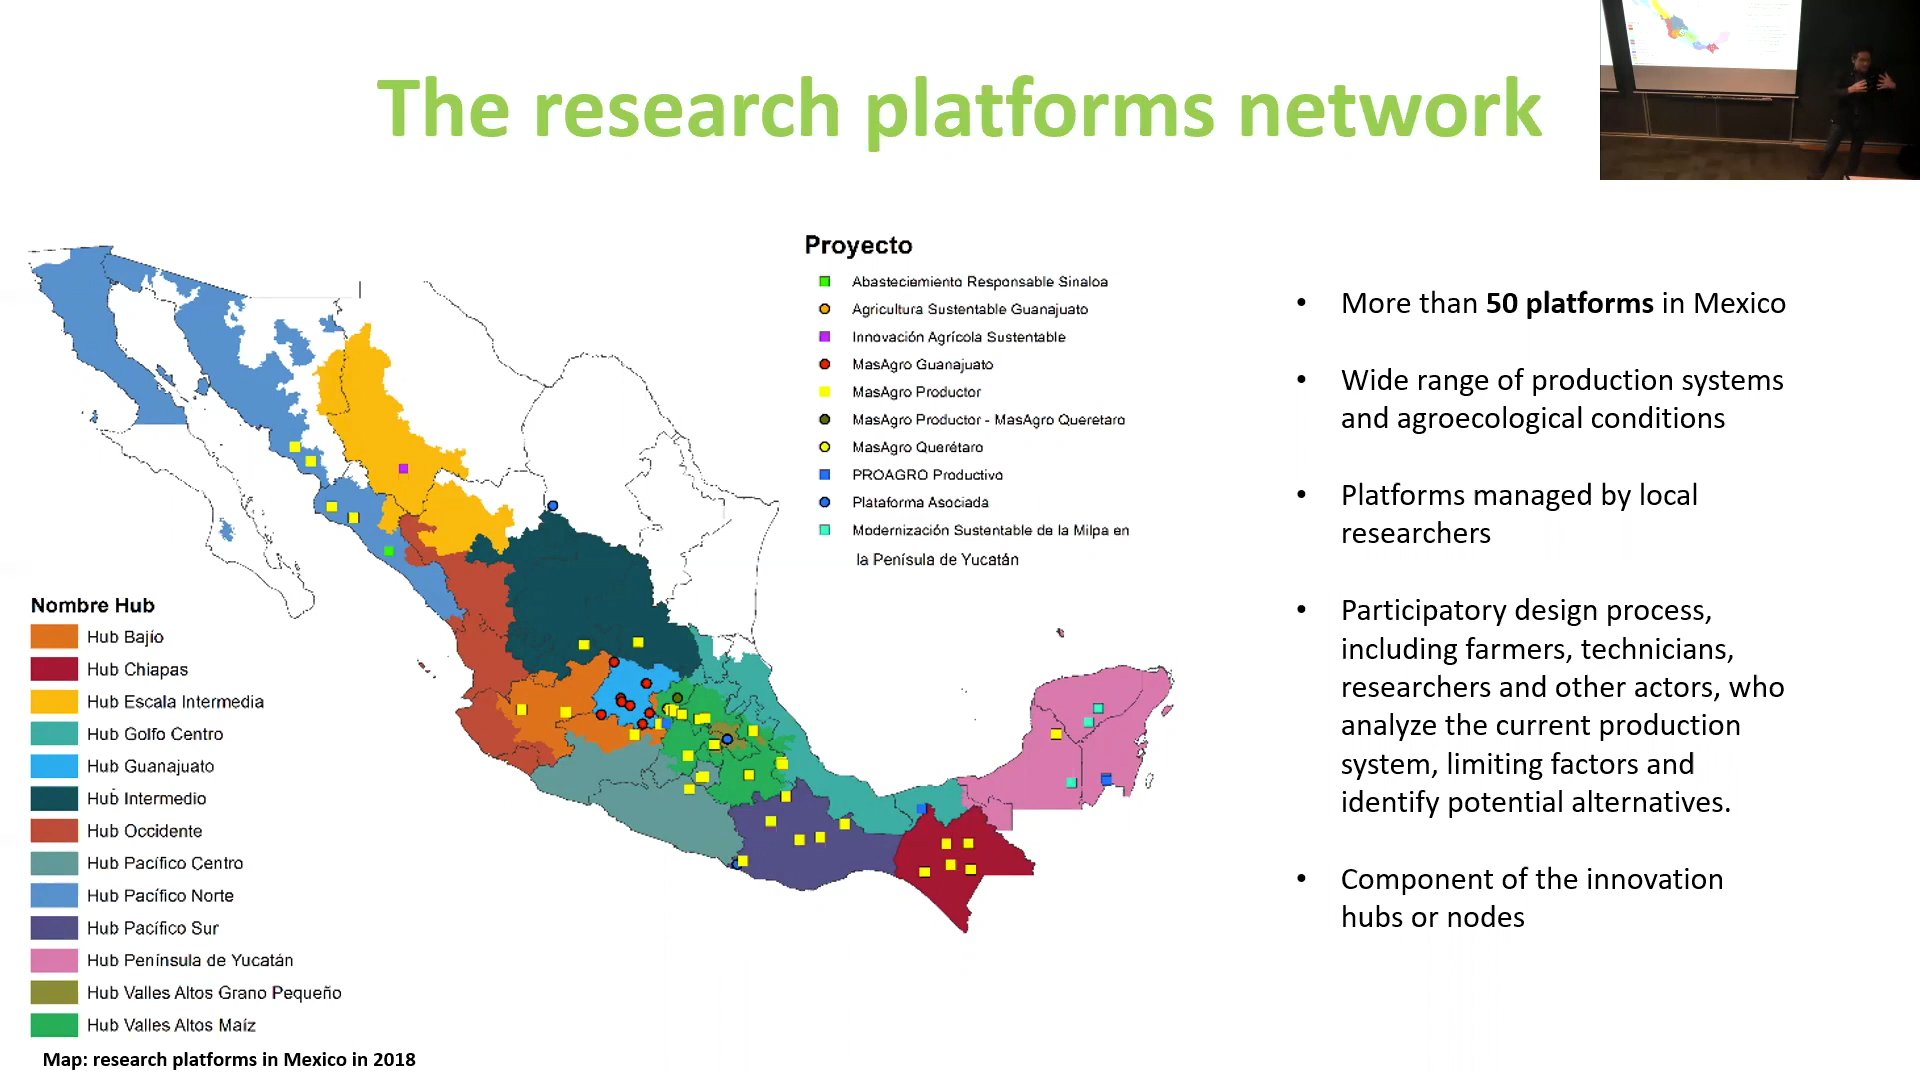 The research platforms network
Proyecto
Abasteciemiento Responsable Sinaloa
Agricultura Sustentable Guanajuato
Innovación Agrícola Sustentable
MasAgro Guanajuato
MasAgro Productor
MasAgro Productor - MasAgro Queretaro
MasAgro Querétaro
PROAGRO Productivo
Plataforma Asociada
Modernización Sustentable de la Milpa en
la Penísula de Yucatán
Nombre Hub
Hub Bajío
Hub Chiapas
Hub Escala Intermedia
Hub Golfo Centro
Hub Guanajuato
Hub Intermedio
Hub Occidente
Hub Pacífico Centro
Hub Pacífico Norte
Hub Pacífico Sur
Hub Península de Yucatán
Hub Valles Altos Grano Pequeño
Hub Valles Altos Maíz
Map: research platforms in Mexico in 2018
• More than 50 platforms in Mexico
• Wide range of production systems
and agroecological conditions
• Platforms managed by local
researchers
• Participatory design process,
including farmers, technicians,
researchers and other actors, who
analyze the current production
system, limiting factors and
identify potential alternatives.
• Component of the innovation
hubs or nodes